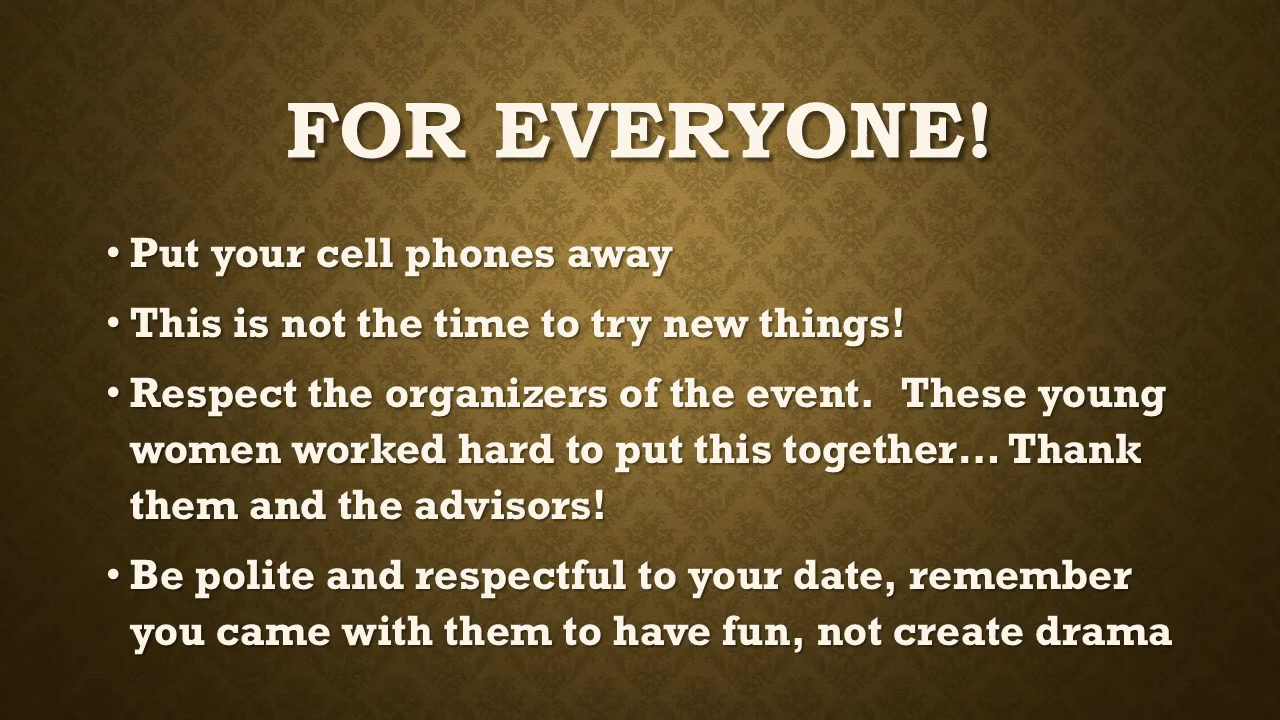 FOR EVERYONE!
• Put your cell phones away
• This is not the time to try new things!
• Respect the organizers of the event.   These young
women worked hard to put this together… Thank
them and the advisors!
• Be polite and respectful to your date, remember
you came with them to have fun, not create drama